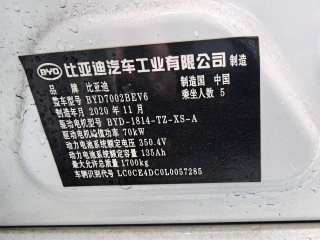 BYD 比亚迪汽车工业有限公司 制造
品牌 比亚迪 制造国 中国
整车型号 BYD7002BEV6 乘坐人数 5
制造年月 2020 年 11 月
驱动电机型号 BYD-1814-TZ-XS-A
驱动电机峰值功率 70kW
动力电池系统额定电压 350.4V
动力电池系统额定容量 135Ah
最大允许总质量 1700kg
车辆识别代号 LC0CE4DC0L0057285